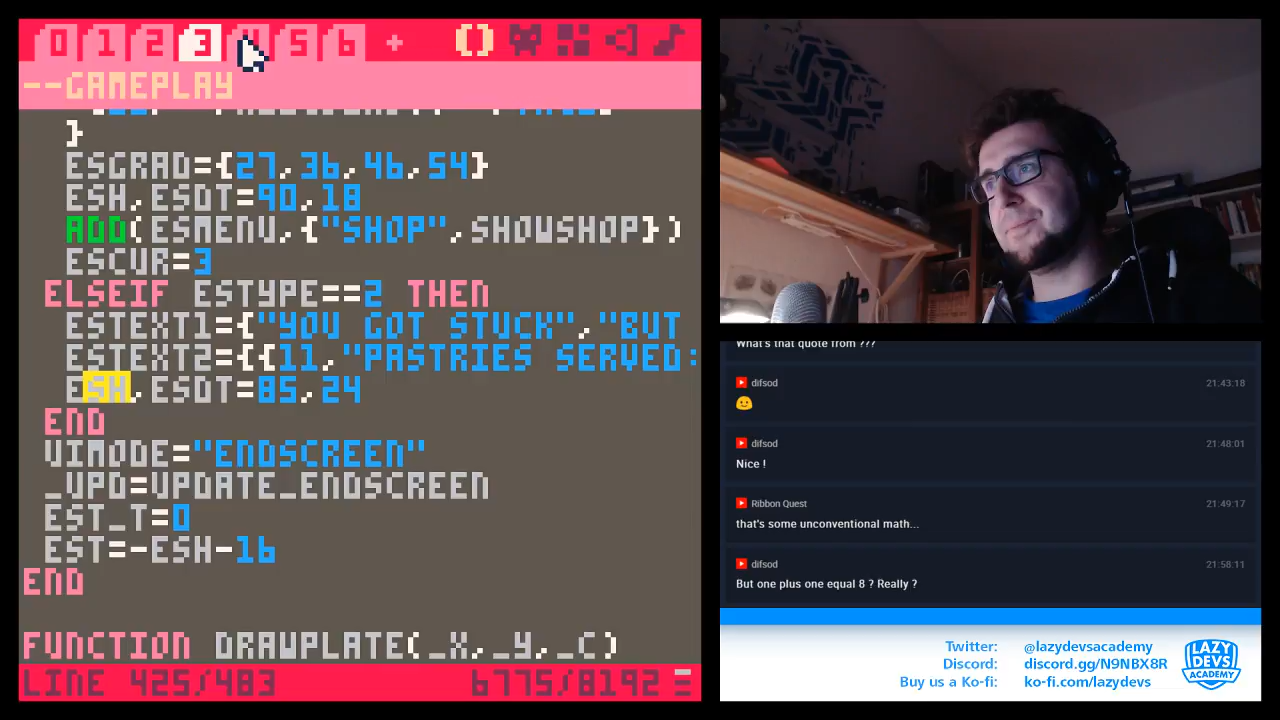 0 1 2 3 4 5 6 +
--GAMEPLAY
}
ESGRAD={27,36,46,54}
ESH,ESDT=90,18
ADD(ESMENU,{"SHOP",SHOWSHOP})
ESCUR=3
ELSEIF ESTYPE==2 THEN
ESTEXT1={"YOU GOT STUCK","BUT
ESTEXT2={{11,"PASTRIES SERVED:
ESH,ESDT=85,24
END
UIMODE="ENDSCREEN"
_UPD=UPDATE_ENDSCREEN
EST_T=0
EST=-ESH-16
END
FUNCTION DRAWPLATE(_X,_Y,_C)
LINE 425/483 6775/8192
What's that quote from ???
difsod 21:43:18
difsod 21:48:01
Nice !
Ribbon Quest 21:49:17
that's some unconventional math...
difsod 21:58:11
But one plus one equal 8 ? Really ?
Twitter: @lazydevsacademy
Discord: discord.gg/N9NBX8R
Buy us a Ko-fi: ko-fi.com/lazydevs
LAZY
DEVS
ACADEMY